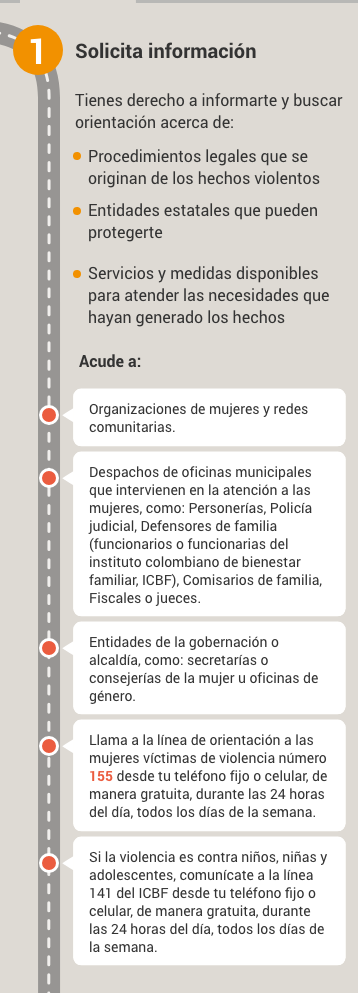 1
Solicita información
Tienes derecho a informarte y buscar
orientación acerca de:
Procedimientos legales que se
originan de los hechos violentos
Entidades estatales que pueden
protegerte
Servicios y medidas disponibles
para atender las necesidades que
hayan generado los hechos
Acude a:
Organizaciones de mujeres y redes
comunitarias.
Despachos de oficinas municipales
que intervienen en la atención a las
mujeres, como: Personerías, Policía
judicial, Defensores de familia
(funcionarios o funcionarias del
instituto colombiano de bienestar
familiar, ICBF), Comisarios de familia,
Fiscales o jueces.
Entidades de la gobernación o
alcaldía, como: secretarías o
consejerías de la mujer u oficinas de
género.
Llama a la línea de orientación a las
mujeres víctimas de violencia número
155 desde tu teléfono fijo o celular, de
manera gratuita, durante las 24 horas
del día, todos los días de la semana.
Si la violencia es contra niños, niñas y
adolescentes, comunícate a la línea
141 del ICBF desde tu teléfono fijo o
celular, de manera gratuita, durante
las 24 horas del día, todos los días de
la semana.